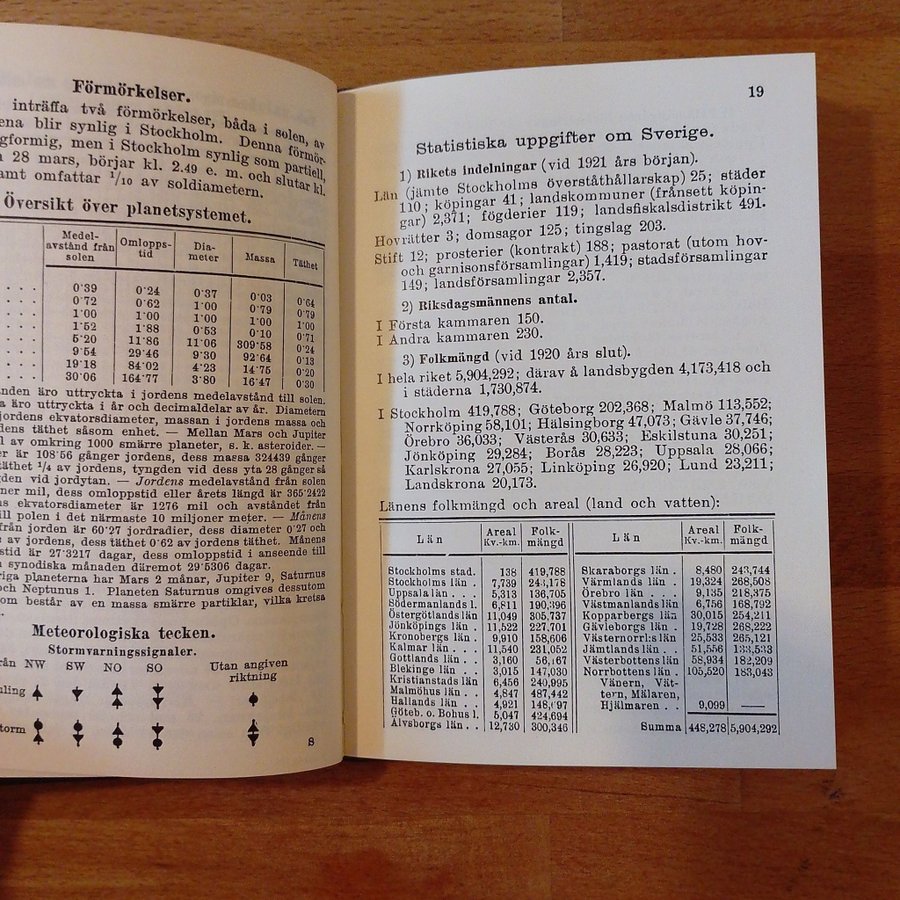 Förmörkelser.
inträffa två förmörkelser, båda i solen, av
ena blir synlig i Stockholm. Denna förmör-
gformig, men i Stockholm synlig som partiell,
28 mars, börjar kl. 2.49 e. m. och slutar kl.
amt omfattar 1/10 av soldiametern.
Översikt över planetsystemet.
Medel-avstånd från solen Omlopps-tid Dia-meter Massa Täthet
0·39 0·24 0·37 0·03 0·64
0·72 0·62 1·00 0·79 0·79
1·00 1·00 1·00 1·00 1·00
1·52 1·88 0·53 0·10 0·71
5·20 11·86 11·06 309·58 0·24
9·54 29·46 9·30 92·64 0·13
19·18 84·02 4·23 14·75 0·20
30·06 164·77 3·80 16·47 0·30
nden äro uttryckta i jordens medelavstånd till solen.
a äro uttryckta i år och decimaldelar av år. Diametern
jordens ekvatorsdiameter, massan i jordens massa och
dens täthet såsom enhet. — Mellan Mars och Jupiter
l av omkring 1000 smärre planeter, s. k. asteroider. —
er är 108·56 gånger jordens, dess massa 324439 gånger
täthet 1/4 av jordens, tyngden vid dess yta 28 gånger så
den vid jordytan. — Jordens medelavstånd från solen
ner mil, dess omloppstid eller årets längd är 365·2422
s ekvatorsdiameter är 1276 mil och avståndet från
ill polen i det närmaste 10 miljoner meter. — Månens
från jorden är 60·27 jordradier, dess diameter 0·27 och
av jordens, dess täthet 0·62 av jordens täthet. Månens
stid är 27·3217 dagar, dess omloppstid i anseende till
synodiska månaden däremot 29·5306 dagar.
riga planeterna har Mars 2 månar, Jupiter 9, Saturnus
och Neptunus 1. Planeten Saturnus omgives dessutom
om består av en massa smärre partiklar, vilka kretsa
Meteorologiska tecken.
Stormvarningssignaler.
rån NW SW NO SO Utan angiven riktning
uling
torm
8
19
Statistiska uppgifter om Sverige.
1) Rikets indelningar (vid 1921 års början).
Län (jämte Stockholms överståthållarskap) 25; städer
110; köpingar 41; landskommuner (frånsett köpin-
gar) 2,371; fögderier 119; landsfiskalsdistrikt 491.
Hovrätter 3; domsagor 125; tingslag 203.
Stift 12; prosterier (kontrakt) 188; pastorat (utom hov-
och garnisonsförsamlingar) 1,419; stadsförsamlingar
149; landsförsamlingar 2,357.
2) Riksdagsmännens antal.
I Första kammaren 150.
I Andra kammaren 230.
3) Folkmängd (vid 1920 års slut).
I hela riket 5,904,292; därav å landsbygden 4,173,418 och
i städerna 1,730,874.
I Stockholm 419,788; Göteborg 202,368; Malmö 113,552;
Norrköping 58,101; Hälsingborg 47,073; Gävle 37,746;
Örebro 36,033; Västerås 30,633; Eskilstuna 30,251;
Jönköping 29,284; Borås 28,223; Uppsala 28,066;
Karlskrona 27,055; Linköping 26,920; Lund 23,211;
Landskrona 20,173.
Länens folkmängd och areal (land och vatten):
Län Areal Kv.-km. Folk-mängd Län Areal Kv.-km. Folk-mängd
Stockholms stad. 138 419,788 Skaraborgs län . 8,480 243,744
Stockholms län . 7,739 243,178 Värmlands län . 19,324 268,508
Uppsala län . . . 5,313 136,705 Örebro län . . . 9,135 218,375
Södermanlands l. 6,811 190,396 Västmanlands län 6,756 168,792
Östergötlands län 11,049 305,737 Kopparbergs län 30,015 254,211
Jönköpings län . 11,522 227,701 Gävleborgs län . 19,728 268,222
Kronobergs län . 9,910 158,606 Västernorrl:s län 25,533 265,121
Kalmar län . . . 11,540 231,052 Jämtlands län . . 51,556 133,533
Gottlands län . . 3,160 Västerbottens län 58,934 182,209
Blekinge län . . 3,015 147,030 Norrbottens län . 105,520 183,043
Kristianstads län 6,456 240,995 Vänern, Vät-
Malmöhus län . . 4,847 487,442 tern, Mälaren,
Hallands län . . 4,921 Hjälmaren . . 9,099 —
Göteb. o. Bohus l. 5,047 424,694
Älvsborgs län . . 12,730 300,346 Summa 448,278 5,904,292